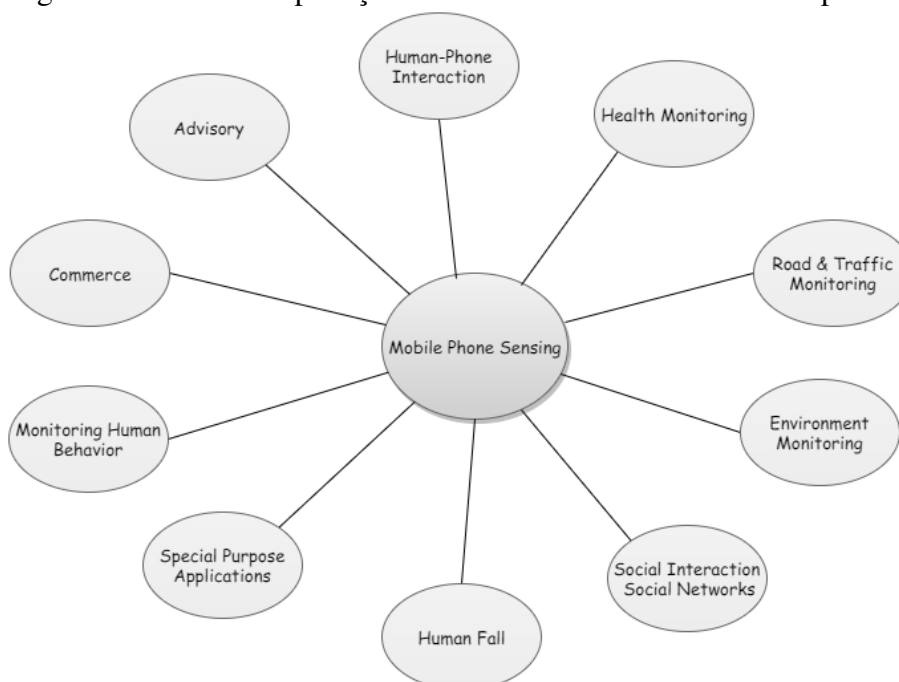 Human-Phone
Interaction
Health Monitoring
Advisory
Road & Traffic
Monitoring
Commerce
Mobile Phone Sensing
Environment
Monitoring
Monitoring Human
Behavior
Special Purpose
Applications
Social Interaction
Social Networks
Human Fall